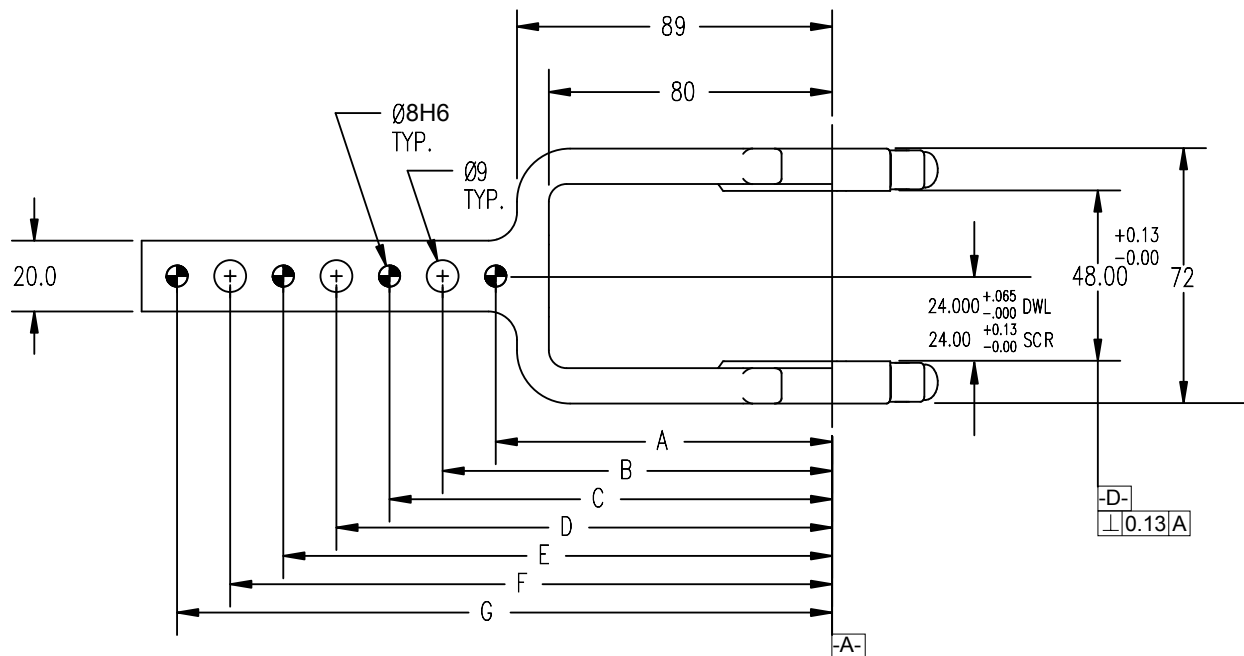 89
80
Ø8H6
TYP.
Ø9
TYP.
20.0
+0.13
-0.00
48.00
72
24.000 +.065 -.000 DWL
24.00 +0.13 -0.00 SCR
A
B
C
D
E
F
G
-D-
⊥ 0.13 A
-A-